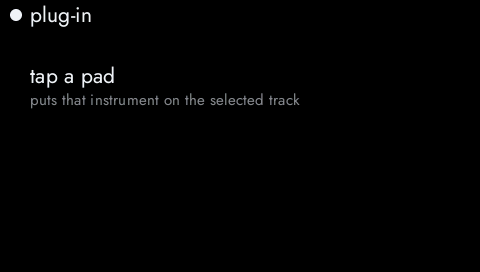 plug-in
tap a pad
puts that instrument on the selected track